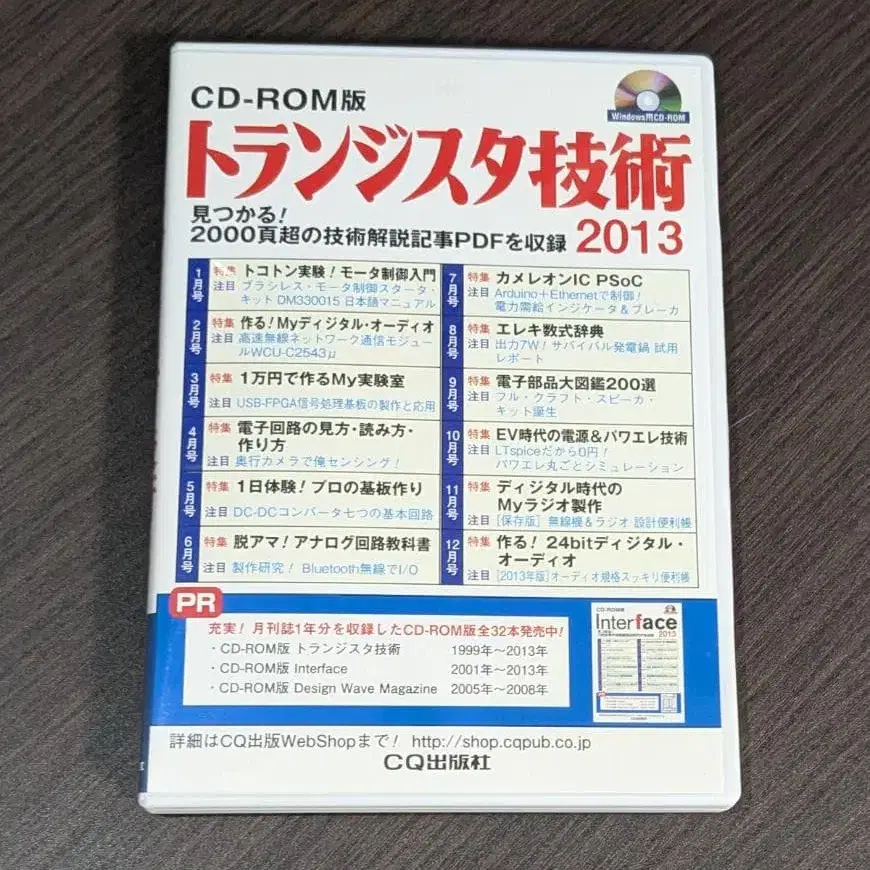 CD-ROM版
Windows用CD-ROM
トランジスタ技術
見つかる!
2000頁超の技術解説記事PDFを収録 2013
1月号
特集 トコトン実験!モータ制御入門
注目 ブラシレス・モータ制御スタータ・
キット DM330015 日本語マニュアル
2月号
特集 作る!Myディジタル・オーディオ
注目 高速無線ネットワーク通信モジュー
ルWCU-C2543μ
3月号
特集 1万円で作るMy実験室
注目 USB-FPGA信号処理基板の製作と応用
4月号
特集 電子回路の見方・読み方・
作り方
注目 奥行カメラで俺センシング!
5月号
特集 1日体験!プロの基板作り
注目 DC-DCコンバータ七つの基本回路
6月号
特集 脱アマ!アナログ回路教科書
注目 製作研究! Bluetooth無線でI/O
7月号
特集 カメレオンIC PSoC
注目 Arduino+Ethernetで制御!
電力需給インジケータ&ブレーカ
8月号
特集 エレキ数式辞典
注目 出力7W!サバイバル発電鍋 試用
レポート
9月号
特集 電子部品大図鑑200選
注目 フル・クラフト・スピーカ・
キット誕生
10月号
特集 EV時代の電源&パワエレ技術
注目 LTspiceだから0円!
パワエレ丸ごとシミュレーション
11月号
特集 ディジタル時代の
Myラジオ製作
注目 [保存版] 無線機&ラジオ 設計便利帳
12月号
特集 作る! 24bitディジタル・
オーディオ
注目 [2013年版]オーディオ規格スッキリ便利帳
PR
充実!月刊誌1年分を収録したCD-ROM版全32本発売中!
・CD-ROM版 トランジスタ技術 1999年〜2013年
・CD-ROM版 Interface 2001年〜2013年
・CD-ROM版 Design Wave Magazine 2005年〜2008年
CD-ROM版
Interface
2013
詳細はCQ出版WebShopまで! http://shop.cqpub.co.jp
CQ出版社